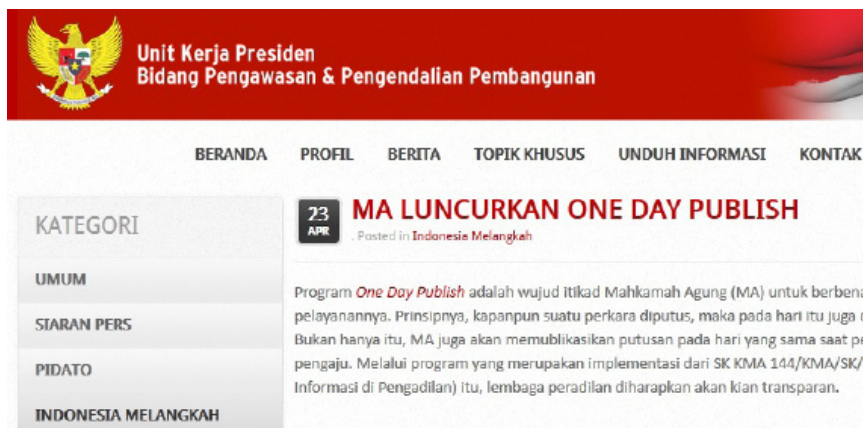 Unit Kerja Presiden
Bidang Pengawasan & Pengendalian Pembangunan
BERANDA PROFIL BERITA TOPIK KHUSUS UNDUH INFORMASI KONTAK
KATEGORI
UMUM
SIARAN PERS
PIDATO
INDONESIA MELANGKAH
23
APR
MA LUNCURKAN ONE DAY PUBLISH
. Posted in Indonesia Melangkah
Program One Day Publish adalah wujud itikad Mahkamah Agung (MA) untuk berbena
pelayanannya. Prinsipnya, kapanpun suatu perkara diputus, maka pada hari itu juga
Bukan hanya itu, MA juga akan memublikasikan putusan pada hari yang sama saat pe
pengaju. Melalui program yang merupakan implementasi dari SK KMA 144/KMA/SK/
Informasi di Pengadilan) itu, lembaga peradilan diharapkan akan kian transparan.